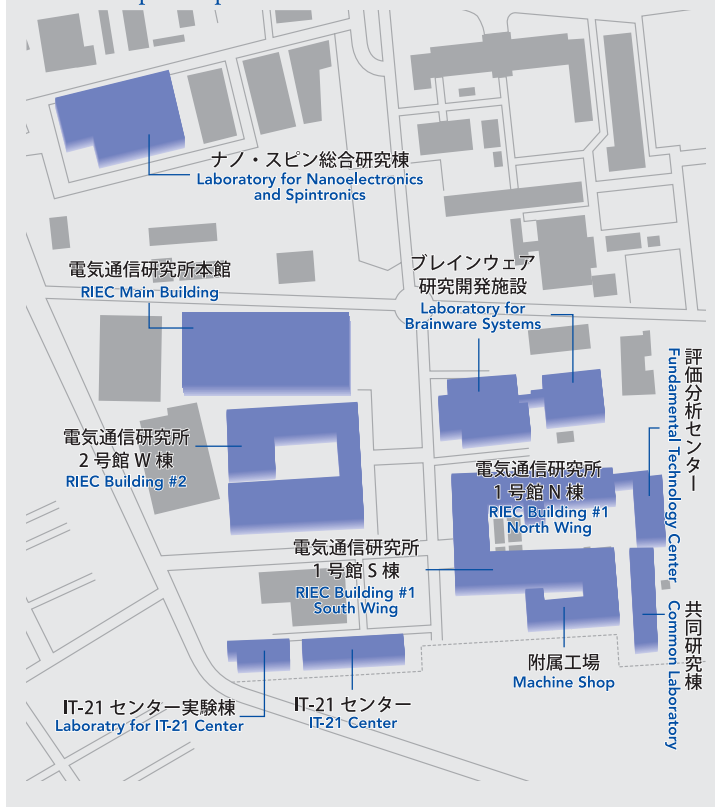 ナノ・スピン総合研究棟
Laboratory for Nanoelectronics
and Spintronics
電気通信研究所本館
RIEC Main Building
ブレインウェア
研究開発施設
Laboratory for
Brainware Systems
評価分析センター
Fundamental Technology Center
電気通信研究所
2 号館 W 棟
RIEC Building #2
電気通信研究所
1 号館 N 棟
RIEC Building #1
North Wing
電気通信研究所
1 号館 S 棟
RIEC Building #1
South Wing
共同研究棟
Common Laboratory
附属工場
Machine Shop
IT-21 センター実験棟
Laboratry for IT-21 Center
IT-21 センター
IT-21 Center